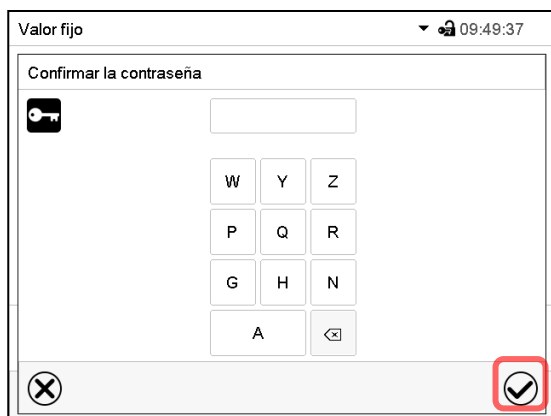 Valor fijo 09:49:37
Confirmar la contraseña
W Y Z
P Q R
G H N
A